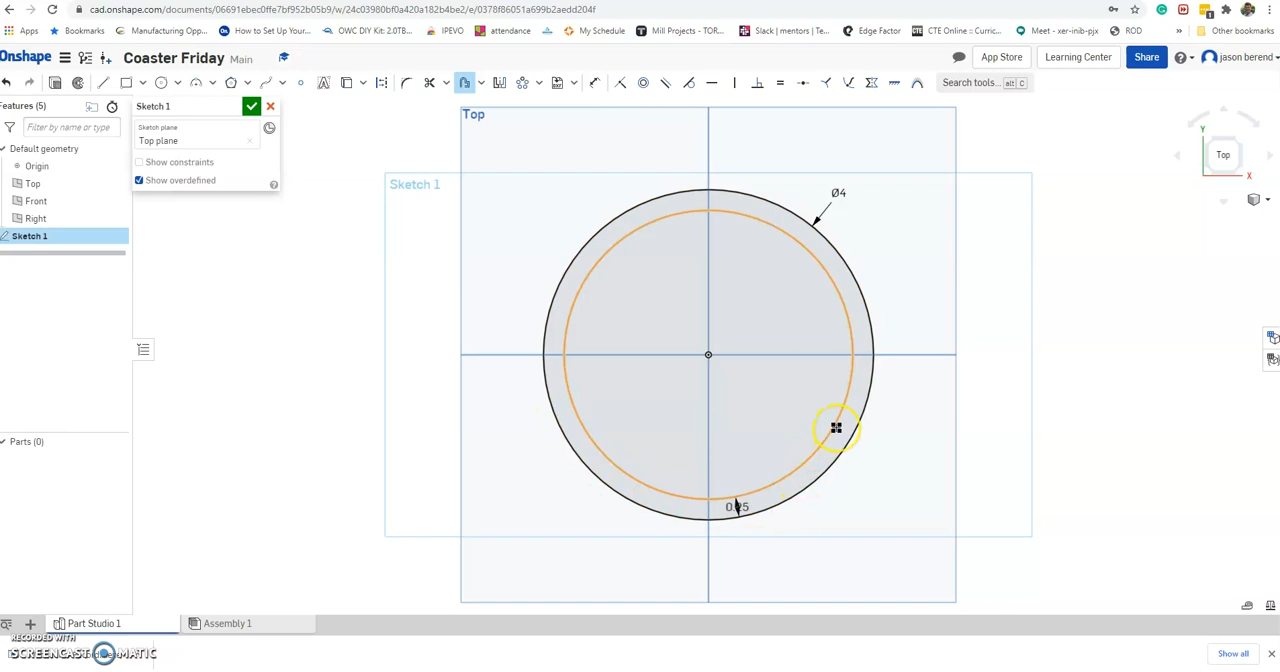 cad.onshape.com/documents/06691ebec0ffe7bf952b05b9/w/24c03980bf0a420a182b4be2/e/0378f86051a699b2aedd204f
Apps
Bookmarks
Manufacturing Opp...
How to Set Up Your...
OWC DIY Kit: 2.0TB...
IPEVO
attendance
My Schedule
Mill Projects - TOR...
Slack | mentors | Te...
Edge Factor
CTE Online :: Curric...
Meet - xer-inib-pjx
ROD
Other bookmarks
Onshape
Coaster Friday Main
App Store
Learning Center
Share
jason berend
Search tools... alt C
Features (5)
Filter by name or type
Default geometry
Origin
Top
Front
Right
Sketch 1
Parts (0)
Sketch 1
Sketch plane
Top plane
Show constraints
Show overdefined
Top
Sketch 1
Ø4
0.25
Y
Top
X
Part Studio 1
Assembly 1
RECORDED WITH
SCREENCAST MATIC
Show all